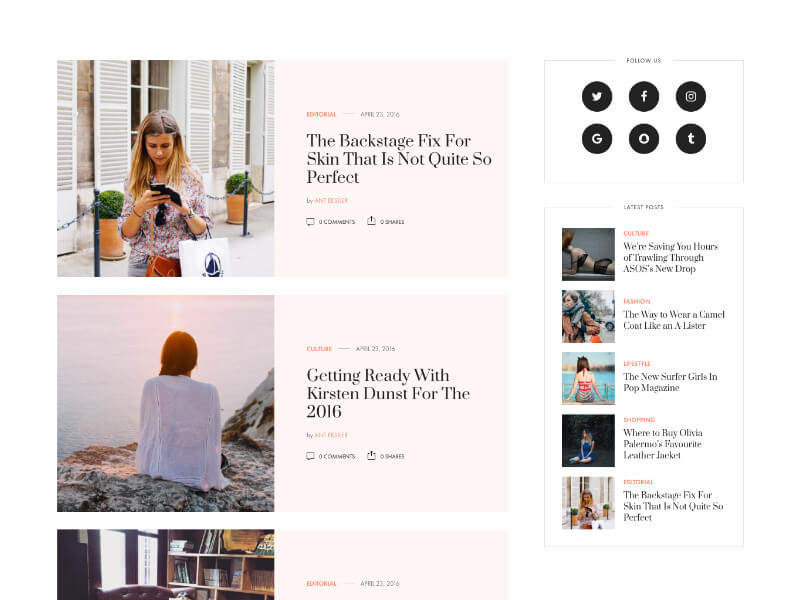 EDITORIAL — APRIL 23, 2016
The Backstage Fix For
Skin That Is Not Quite So
Perfect
by ANT EKSILER
0 COMMENTS 0 SHARES
CULTURE — APRIL 23, 2016
Getting Ready With
Kirsten Dunst For The
2016
by ANT EKSILER
0 COMMENTS 0 SHARES
EDITORIAL — APRIL 23, 2016
FOLLOW US
LATEST POSTS
CULTURE
We're Saving You Hours
of Trawling Through
ASOS's New Drop
FASHION
The Way to Wear a Camel
Coat Like an A-Lister
LIFESTYLE
The New Surfer Girls In
Pop Magazine
SHOPPING
Where to Buy Olivia
Palermo's Favourite
Leather Jacket
EDITORIAL
The Backstage Fix For
Skin That Is Not Quite So
Perfect